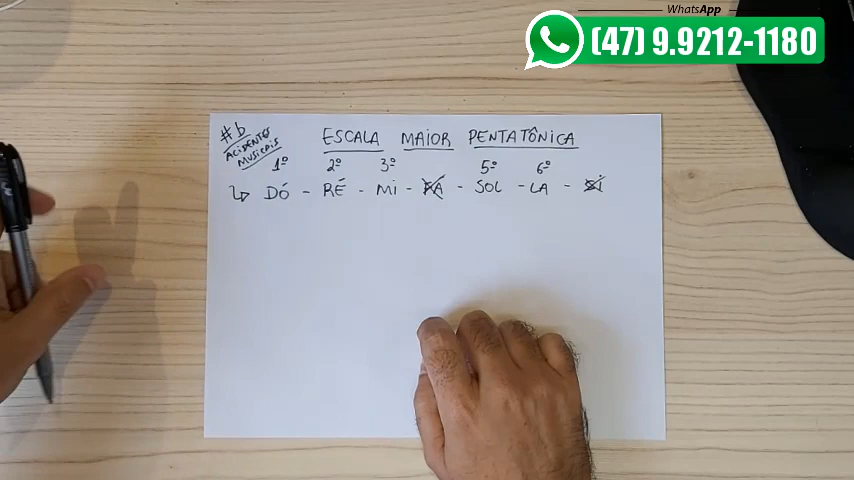 WhatsApp
(47) 9.9212-1180
#b
ACIDENTES
MUSICAIS
ESCALA MAIOR PENTATÔNICA
1º 2º 3º 5º 6º
↳ DÓ - RÉ - Mi - FÁ - SOL - LA - Si